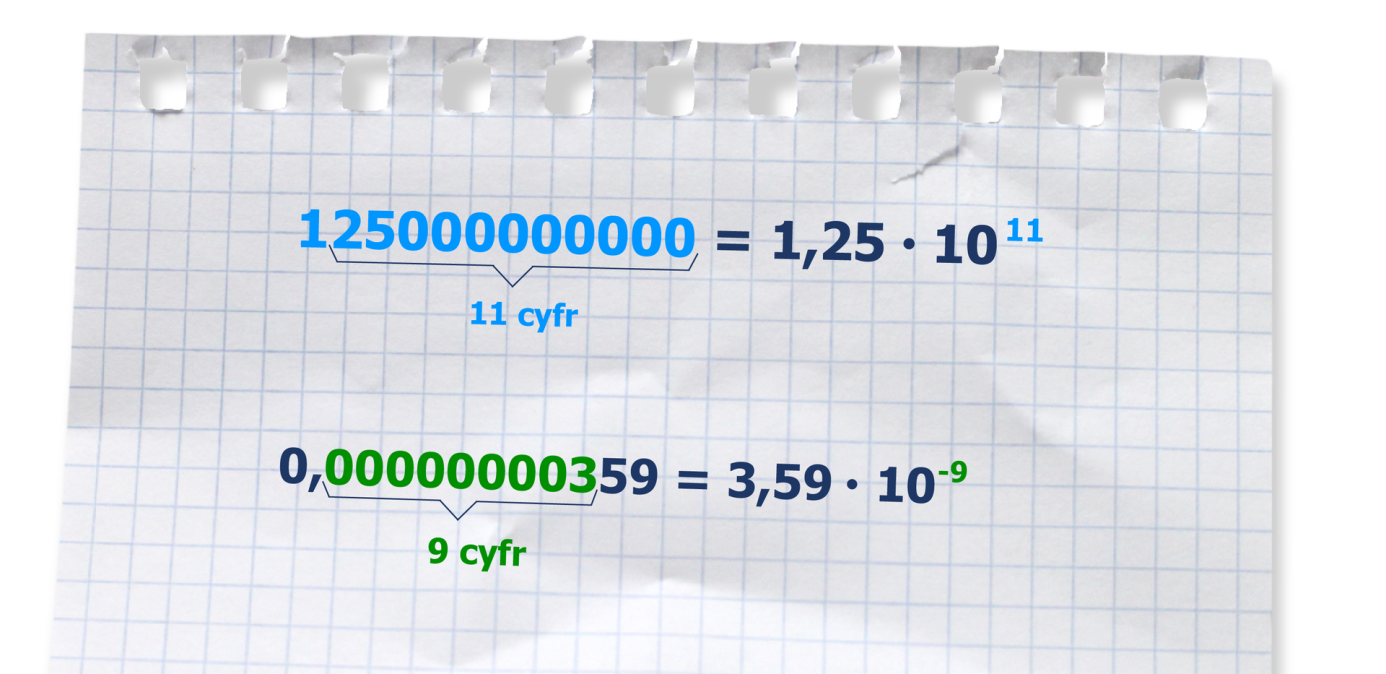 125000000000 = 1,25 · 10¹¹
11 cyfr
0,00000000359 = 3,59 · 10⁻⁹
9 cyfr